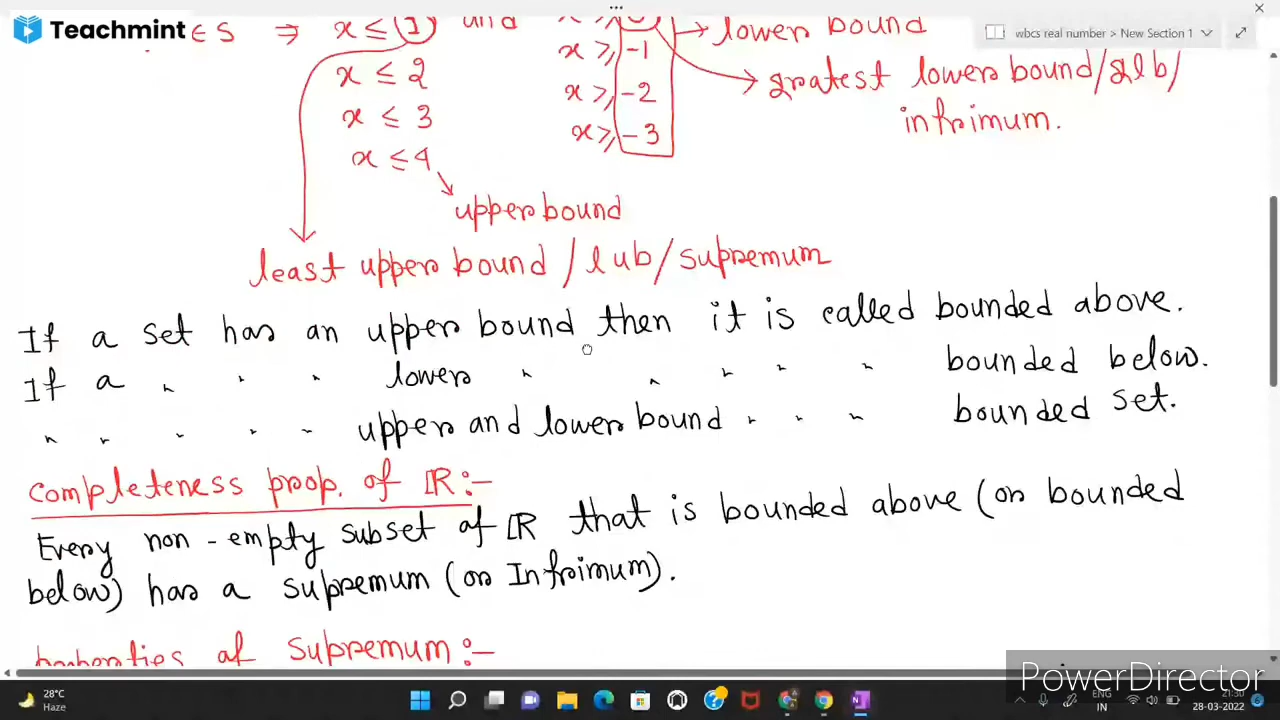 Teachmint
∈ S ⇒ x ≤ 1 and
lower bound
wbcs real number > New Section 1
x ≤ 2
x ≥ -1
greatest lower bound/glb/
infrimum.
x ≤ 3
x ≥ -2
x ≤ 4
x ≥ -3
upper bound
least upper bound / lub/supremum
If a set has an upper bound then it is called bounded above.
If a " " " lower " " " " " bounded below.
" " " " " upper and lower bound " " " bounded set.
completeness prop. of ℝ:-
Every non-empty subset of ℝ that is bounded above (or bounded
below) has a supremum (or Infrimum).
properties of supremum:-
PowerDirector
28°C
Haze
ENG
IN
21:30
28-03-2022